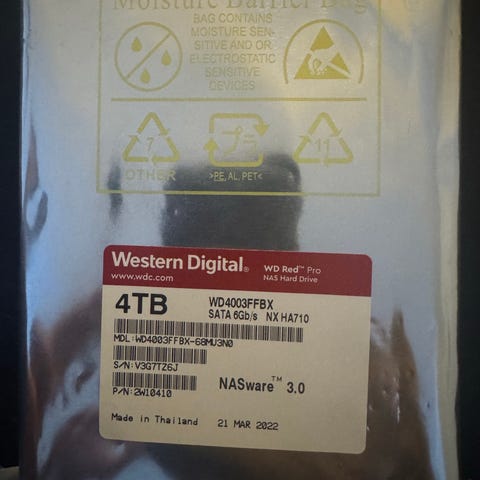 Moisture Barrier Bag
BAG CONTAINS
MOISTURE SEN-
SITIVE AND OR
ELECTROSTATIC
SENSITIVE
DEVICES
7
OTHER
プラ
>PE, AL, PET<
11
Western Digital®
www.wdc.com
WD Red™ Pro
NAS Hard Drive
4TB
WD4003FFBX
SATA 6Gb/s NX HA710
MDL:WD4003FFBX-68MU3N0
S/N:V3G7TZ6J
P/N:2W10410
NASware™ 3.0
Made in Thailand 21 MAR 2022